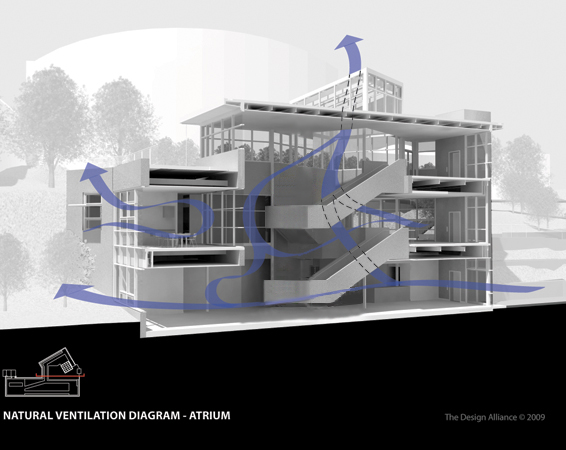 NATURAL VENTILATION DIAGRAM - ATRIUM
The Design Alliance © 2009